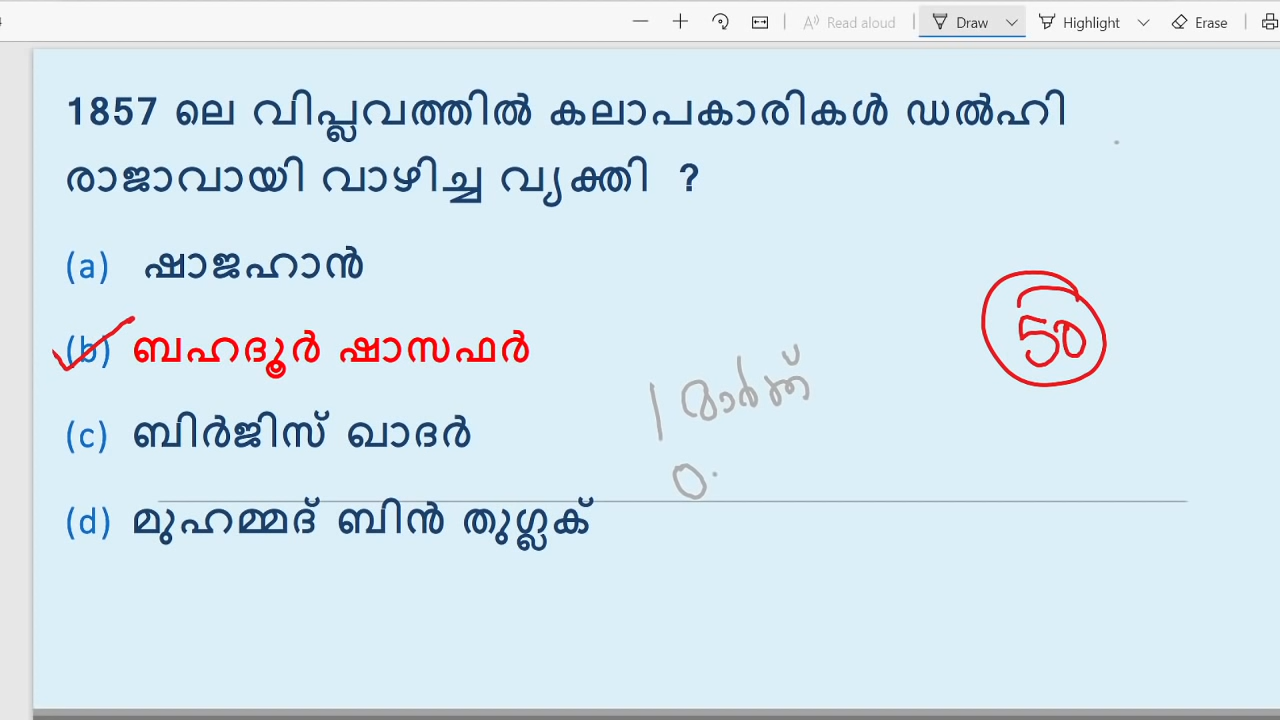 Read aloud Draw Highlight Erase
1857 ലെ വിപ്ലവത്തിൽ കലാപകാരികൾ ഡൽഹി
രാജാവായി വാഴിച്ച വ്യക്തി ?
(a) ഷാജഹാൻ
(b) ബഹദൂർ ഷാസഫർ
(c) ബിർജിസ് ഖാദർ
(d) മുഹമ്മദ് ബിൻ തുഗ്ലക്
50